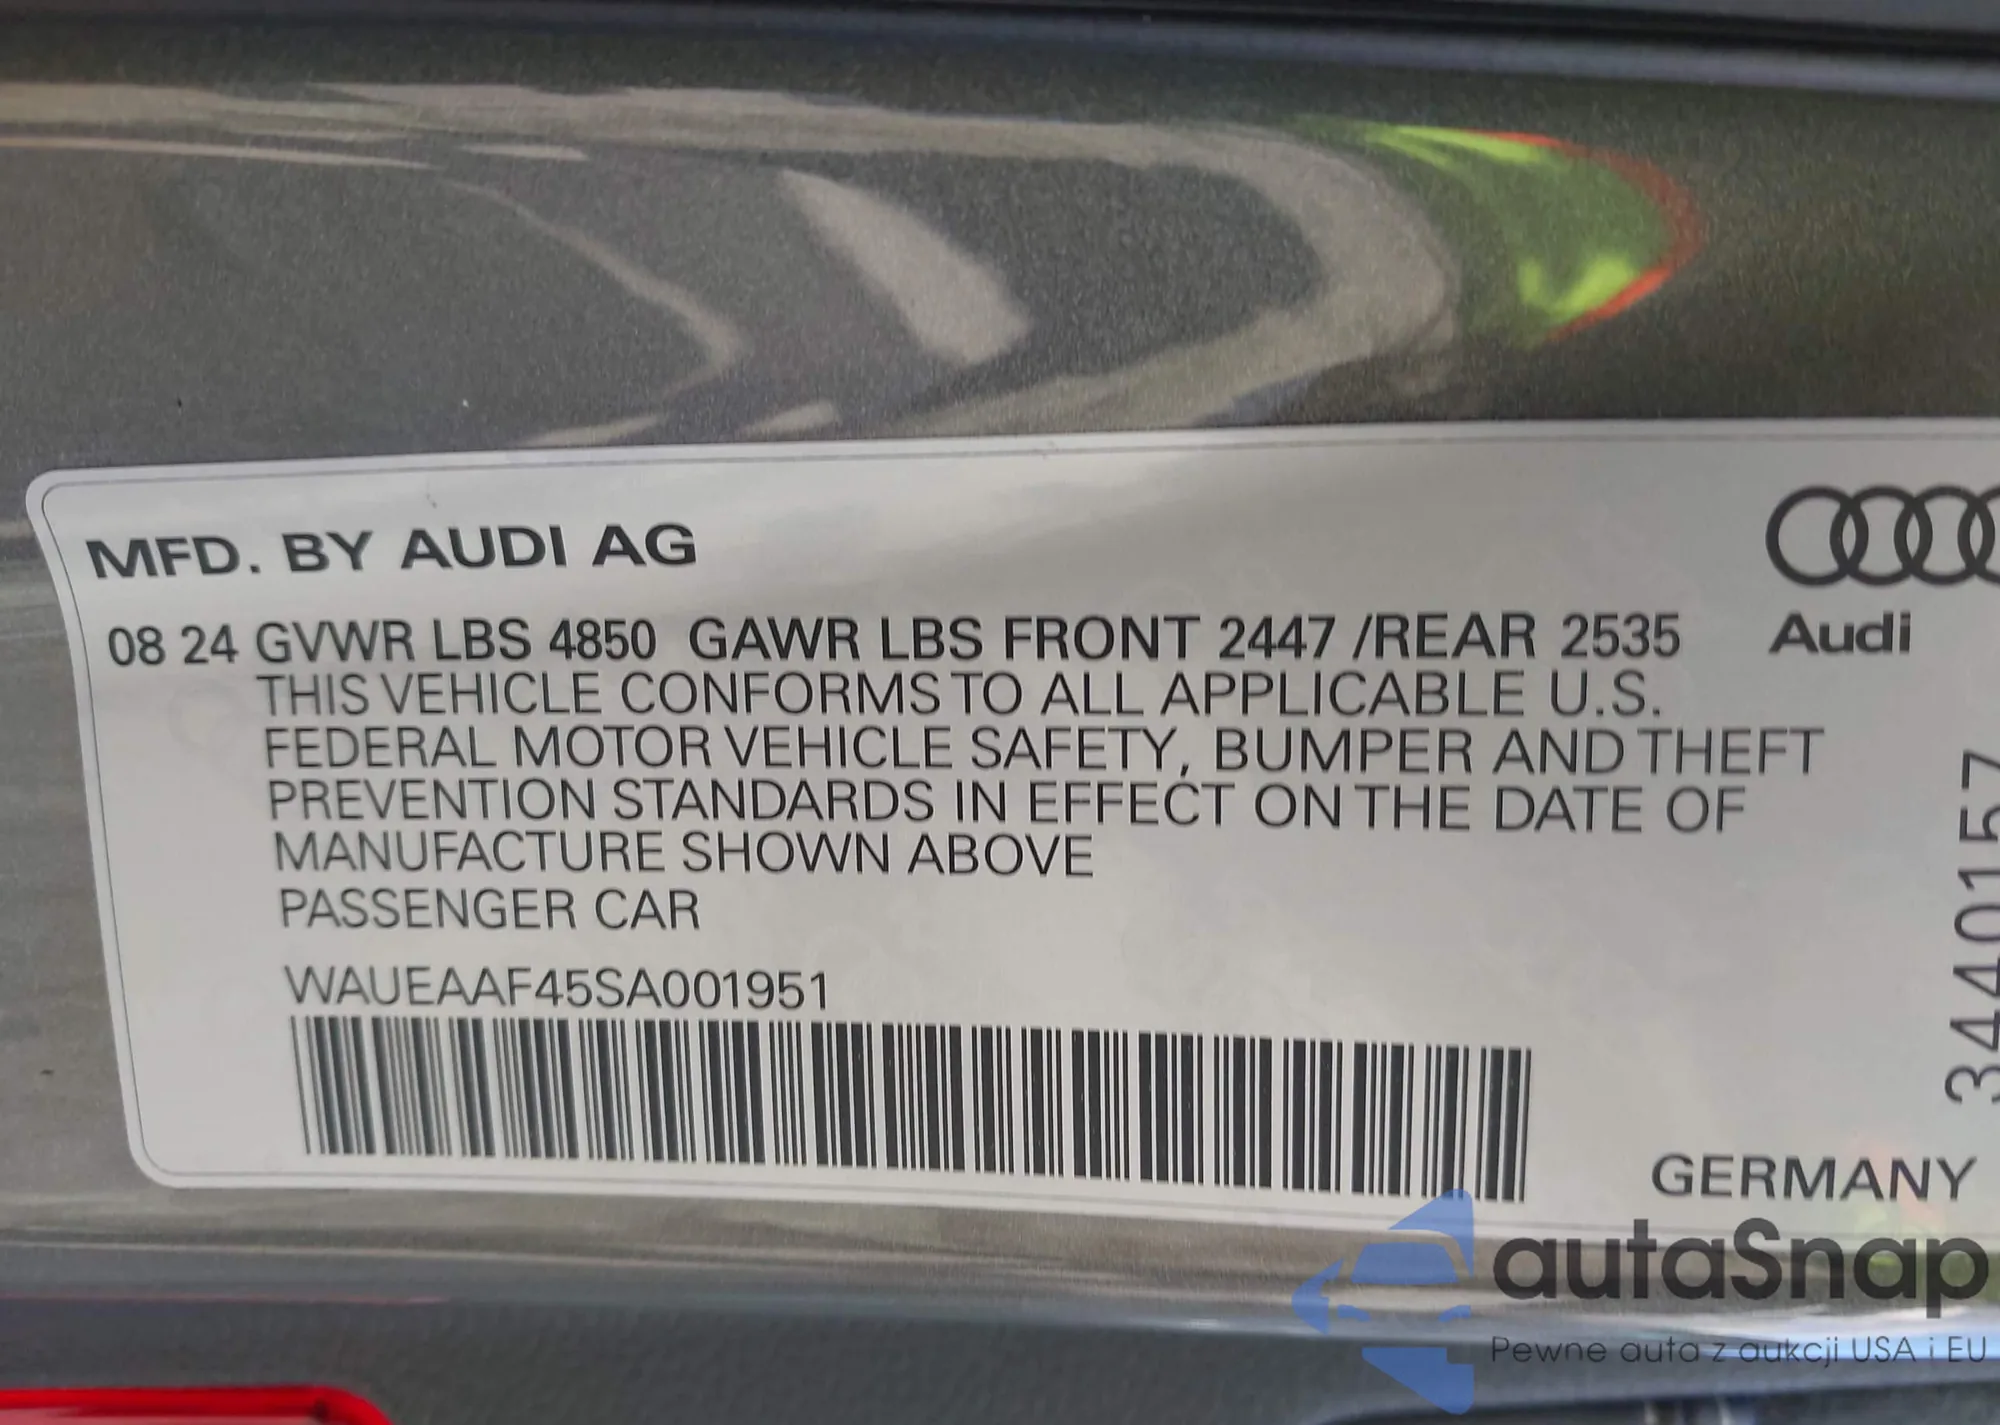 MFD. BY AUDI AG
08 24 GVWR LBS 4850 GAWR LBS FRONT 2447 /REAR 2535
Audi
THIS VEHICLE CONFORMS TO ALL APPLICABLE U.S.
FEDERAL MOTOR VEHICLE SAFETY, BUMPER AND THEFT
PREVENTION STANDARDS IN EFFECT ON THE DATE OF
MANUFACTURE SHOWN ABOVE
PASSENGER CAR
WAUEAAF45SA001951
3440157
GERMANY
autaSnap
Pewne auta z aukcji USA i EU